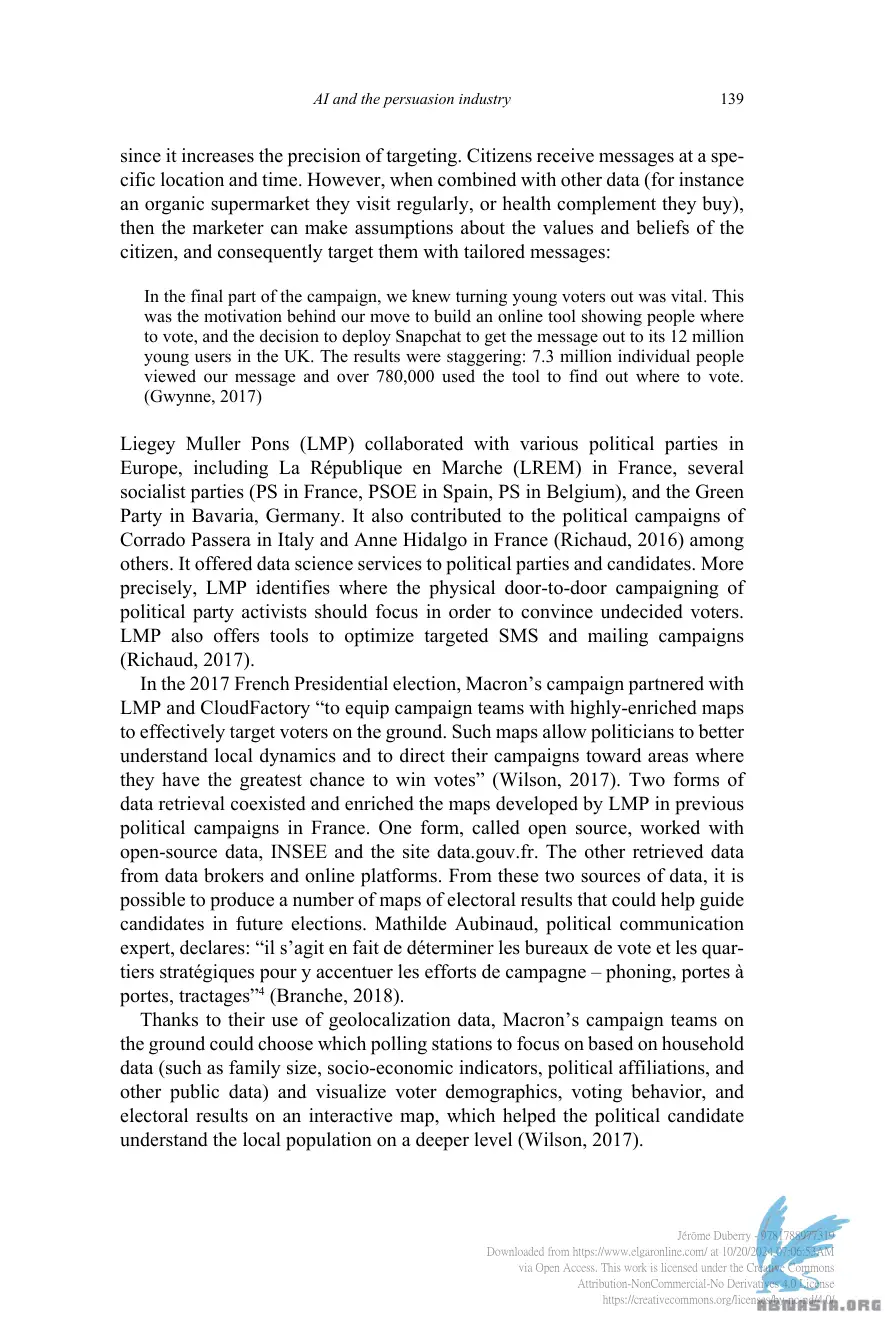 AI and the persuasion industry 139
since it increases the precision of targeting. Citizens receive messages at a spe-
cific location and time. However, when combined with other data (for instance
an organic supermarket they visit regularly, or health complement they buy),
then the marketer can make assumptions about the values and beliefs of the
citizen, and consequently target them with tailored messages:
In the final part of the campaign, we knew turning young voters out was vital. This
was the motivation behind our move to build an online tool showing people where
to vote, and the decision to deploy Snapchat to get the message out to its 12 million
young users in the UK. The results were staggering: 7.3 million individual people
viewed our message and over 780,000 used the tool to find out where to vote.
(Gwynne, 2017)
Liegey Muller Pons (LMP) collaborated with various political parties in
Europe, including La République en Marche (LREM) in France, several
socialist parties (PS in France, PSOE in Spain, PS in Belgium), and the Green
Party in Bavaria, Germany. It also contributed to the political campaigns of
Corrado Passera in Italy and Anne Hidalgo in France (Richaud, 2016) among
others. It offered data science services to political parties and candidates. More
precisely, LMP identifies where the physical door-to-door campaigning of
political party activists should focus in order to convince undecided voters.
LMP also offers tools to optimize targeted SMS and mailing campaigns
(Richaud, 2017).
In the 2017 French Presidential election, Macron’s campaign partnered with
LMP and CloudFactory “to equip campaign teams with highly-enriched maps
to effectively target voters on the ground. Such maps allow politicians to better
understand local dynamics and to direct their campaigns toward areas where
they have the greatest chance to win votes” (Wilson, 2017). Two forms of
data retrieval coexisted and enriched the maps developed by LMP in previous
political campaigns in France. One form, called open source, worked with
open-source data, INSEE and the site data.gouv.fr. The other retrieved data
from data brokers and online platforms. From these two sources of data, it is
possible to produce a number of maps of electoral results that could help guide
candidates in future elections. Mathilde Aubinaud, political communication
expert, declares: “il s’agit en fait de déterminer les bureaux de vote et les quar-
tiers stratégiques pour y accentuer les efforts de campagne – phoning, portes à
portes, tractages”4 (Branche, 2018).
Thanks to their use of geolocalization data, Macron’s campaign teams on
the ground could choose which polling stations to focus on based on household
data (such as family size, socio-economic indicators, political affiliations, and
other public data) and visualize voter demographics, voting behavior, and
electoral results on an interactive map, which helped the political candidate
understand the local population on a deeper level (Wilson, 2017).
Jérôme Duberry - 9781788977319
Downloaded from https://www.elgaronline.com/ at 10/20/2024 07:06:53AM
via Open Access. This work is licensed under the Creative Commons
Attribution-NonCommercial-No Derivatives 4.0 License
https://creativecommons.org/licenses/by-nc-nd/4.0/
ABNASIA.ORG